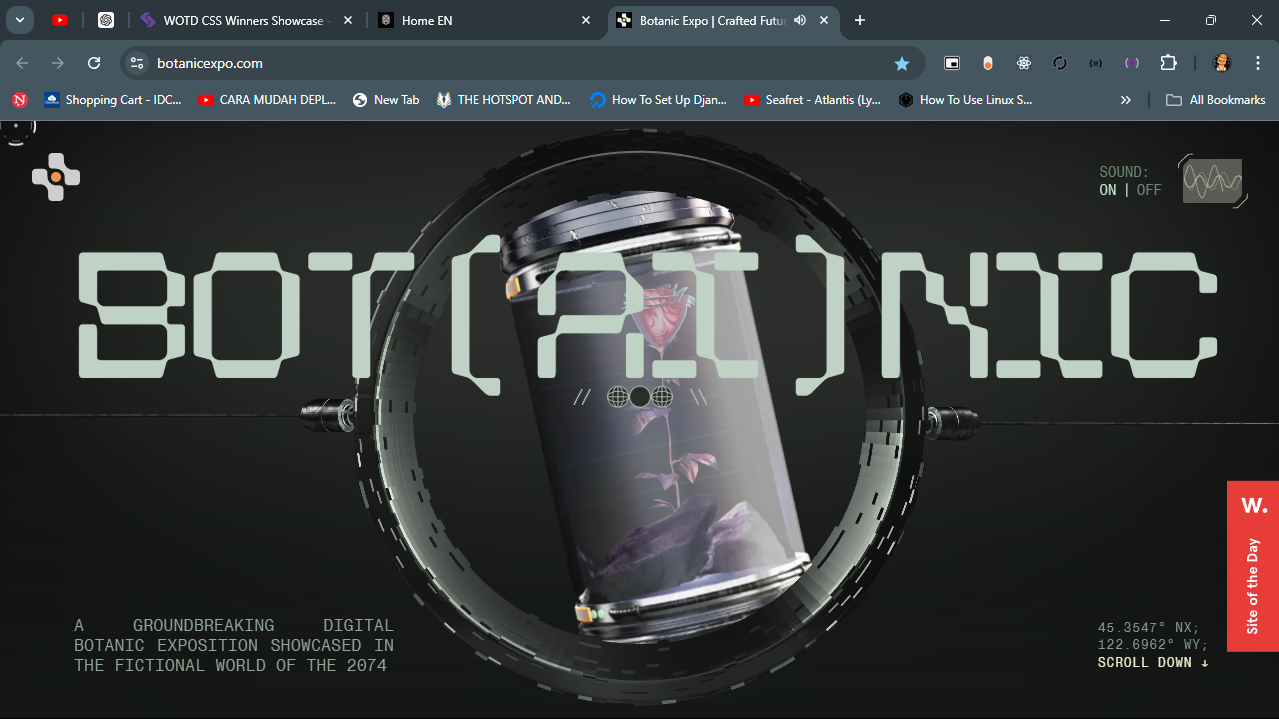 WOTD CSS Winners Showcase -
Home EN
Botanic Expo | Crafted Futu
botanicexpo.com
Shopping Cart - IDC...
CARA MUDAH DEPL...
New Tab
THE HOTSPOT AND...
How To Set Up Djan...
Seafret - Atlantis (Ly...
How To Use Linux S...
All Bookmarks
SOUND:
ON | OFF
BOT(AI)NIC
// \\
W.
Site of the Day
A GROUNDBREAKING DIGITAL
BOTANIC EXPOSITION SHOWCASED IN
THE FICTIONAL WORLD OF THE 2074
45.3547° NX;
122.6962° WY;
SCROLL DOWN ↓